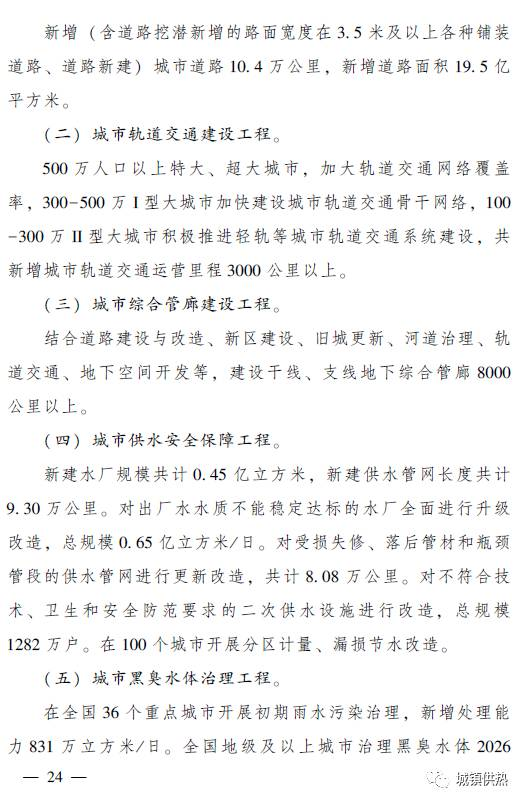 新增（含道路挖潜新增的路面宽度在 3.5 米及以上各种铺装
道路、道路新建）城市道路 10.4 万公里，新增道路面积 19.5 亿
平方米。
（二）城市轨道交通建设工程。
500 万人口以上特大、超大城市，加大轨道交通网络覆盖
率，300-500 万 I 型大城市加快建设城市轨道交通骨干网络，100
-300 万 II 型大城市积极推进轻轨等城市轨道交通系统建设，共
新增城市轨道交通运营里程 3000 公里以上。
（三）城市综合管廊建设工程。
结合道路建设与改造、新区建设、旧城更新、河道治理、轨
道交通、地下空间开发等，建设干线、支线地下综合管廊 8000
公里以上。
（四）城市供水安全保障工程。
新建水厂规模共计 0.45 亿立方米，新建供水管网长度共计
9.30 万公里。对出厂水水质不能稳定达标的水厂全面进行升级
改造，总规模 0.65 亿立方米/日。对受损失修、落后管材和瓶颈
管段的供水管网进行更新改造，共计 8.08 万公里。对不符合技
术、卫生和安全防范要求的二次供水设施进行改造，总规模
1282 万户。在 100 个城市开展分区计量、漏损节水改造。
（五）城市黑臭水体治理工程。
在全国 36 个重点城市开展初期雨水污染治理，新增处理能
力 831 万立方米/日。全国地级及以上城市治理黑臭水体 2026
— 24 —
城镇供热